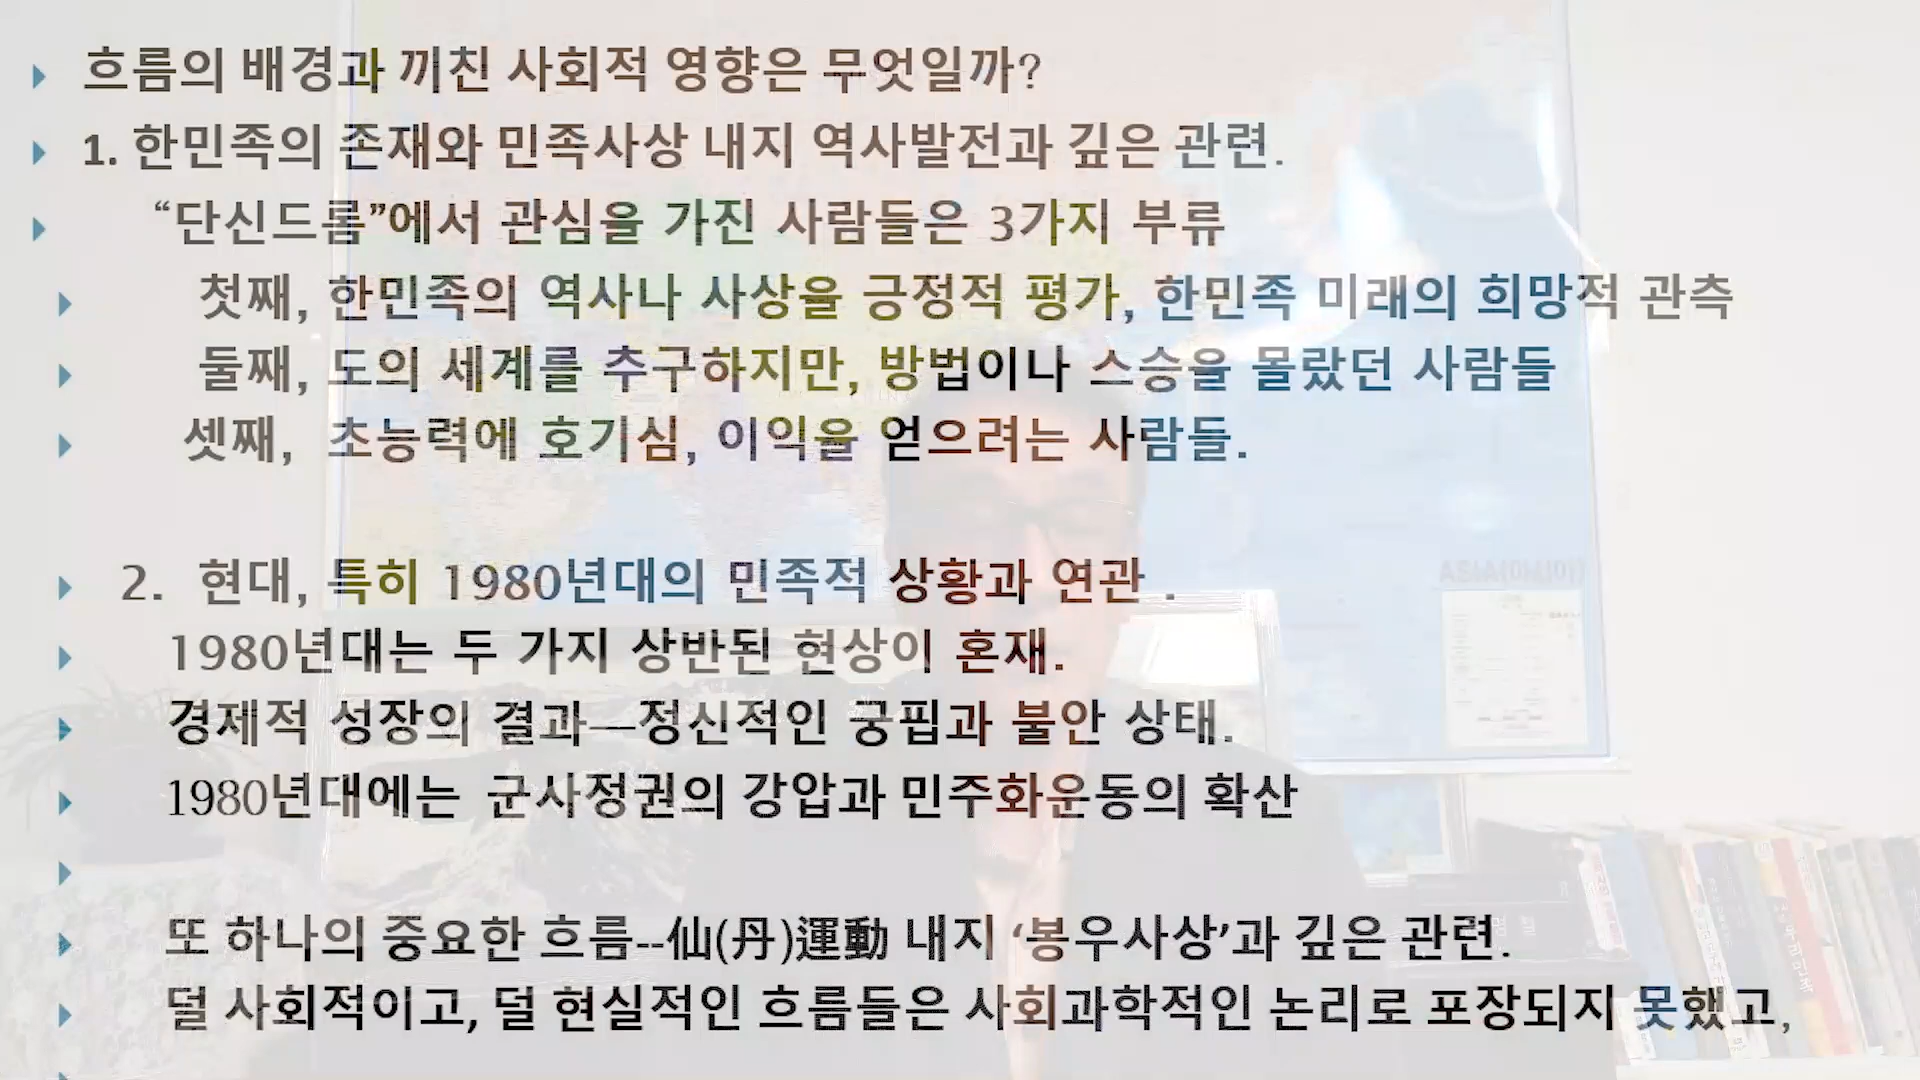 흐름의 배경과 끼친 사회적 영향은 무엇일까?
1. 한민족의 존재와 민족사상 내지 역사발전과 깊은 관련.
“단신드롬”에서 관심을 가진 사람들은 3가지 부류
첫째, 한민족의 역사나 사상을 긍정적 평가, 한민족 미래의 희망적 관측
둘째, 도의 세계를 추구하지만, 방법이나 스승을 몰랐던 사람들
셋째, 초능력에 호기심, 이익을 얻으려는 사람들.
2. 현대, 특히 1980년대의 민족적 상황과 연관 .
1980년대는 두 가지 상반된 현상이 혼재.
경제적 성장의 결과—정신적인 궁핍과 불안 상태.
1980년대에는 군사정권의 강압과 민주화운동의 확산
또 하나의 중요한 흐름--仙(丹)運動 내지 ‘봉우사상’과 깊은 관련.
덜 사회적이고, 덜 현실적인 흐름들은 사회과학적인 논리로 포장되지 못했고,